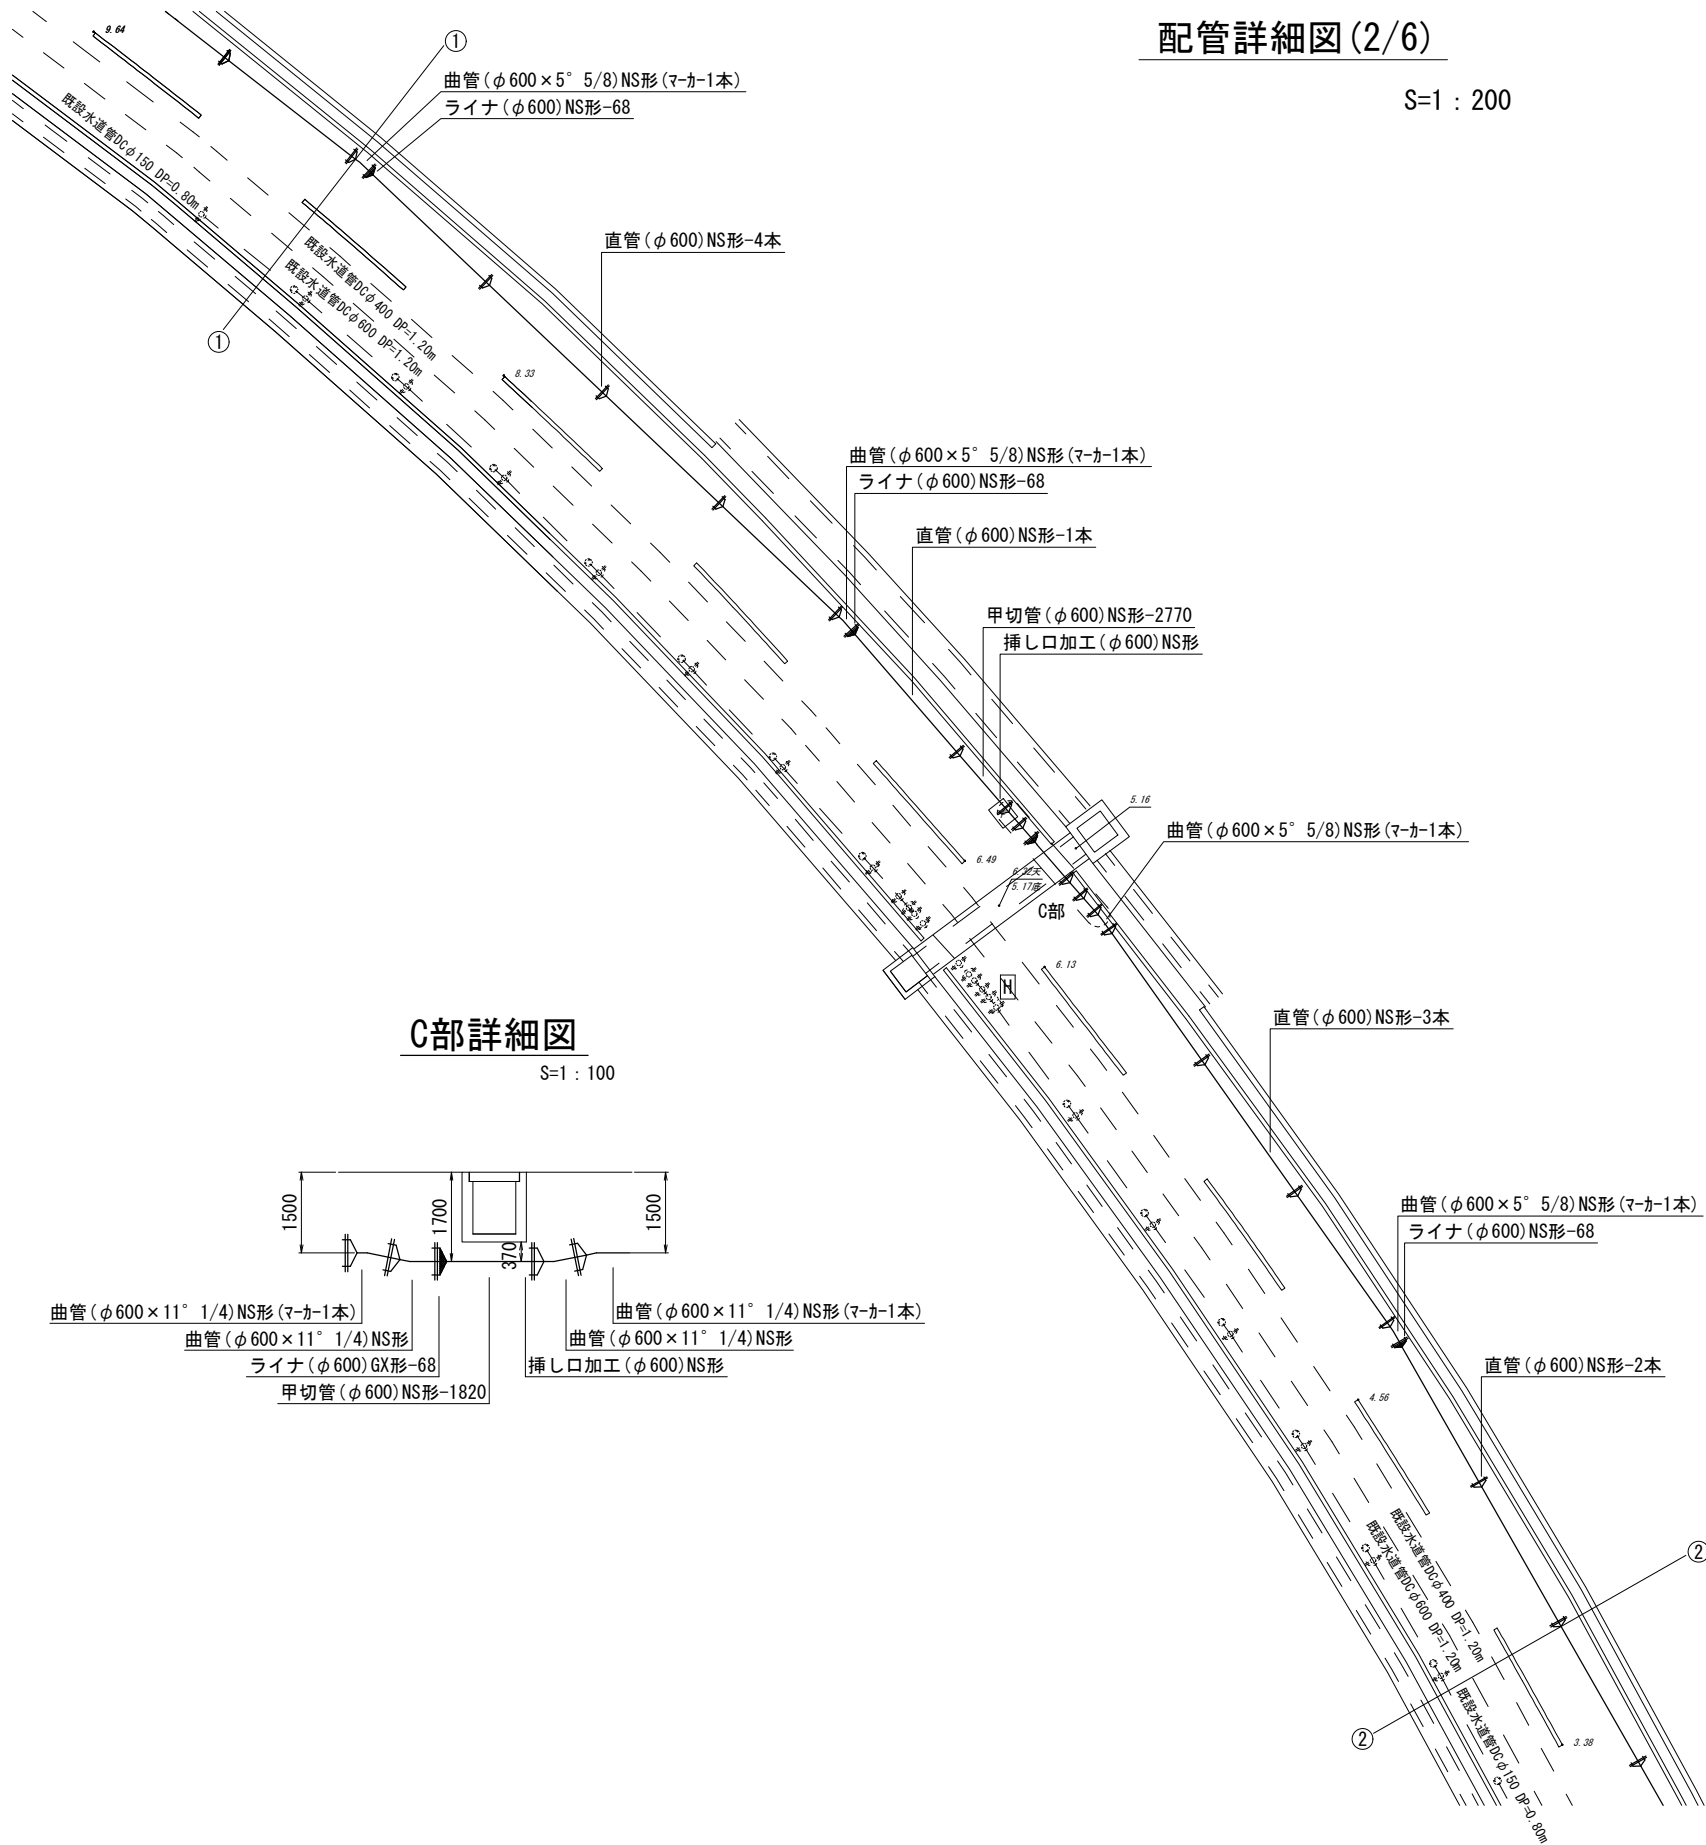 配管詳細図(2/6)
S=1：200
9.64
①
曲管(φ600×5°5/8)NS形(マーカー1本)
ライナ(φ600)NS形-68
既設水道管DCφ150 DP=0.80m
直管(φ600)NS形-4本
既設水道管DCφ400 DP=1.20m
既設水道管DCφ600 DP=1.20m
①
8.33
曲管(φ600×5°5/8)NS形(マーカー1本)
ライナ(φ600)NS形-68
直管(φ600)NS形-1本
甲切管(φ600)NS形-2770
挿し口加工(φ600)NS形
5.16
曲管(φ600×5°5/8)NS形(マーカー1本)
6.49
6.32天
5.17底
C部
6.13
H
直管(φ600)NS形-3本
C部詳細図
S=1：100
1500
1700
370
1500
曲管(φ600×11°1/4)NS形(マーカー1本)
曲管(φ600×11°1/4)NS形
ライナ(φ600)GX形-68
甲切管(φ600)NS形-1820
曲管(φ600×11°1/4)NS形(マーカー1本)
曲管(φ600×11°1/4)NS形
挿し口加工(φ600)NS形
曲管(φ600×5°5/8)NS形(マーカー1本)
ライナ(φ600)NS形-68
直管(φ600)NS形-2本
4.56
既設水道管DCφ400 DP=1.20m
既設水道管DCφ600 DP=1.20m
②
既設水道管DCφ150 DP=0.80m
②
3.38